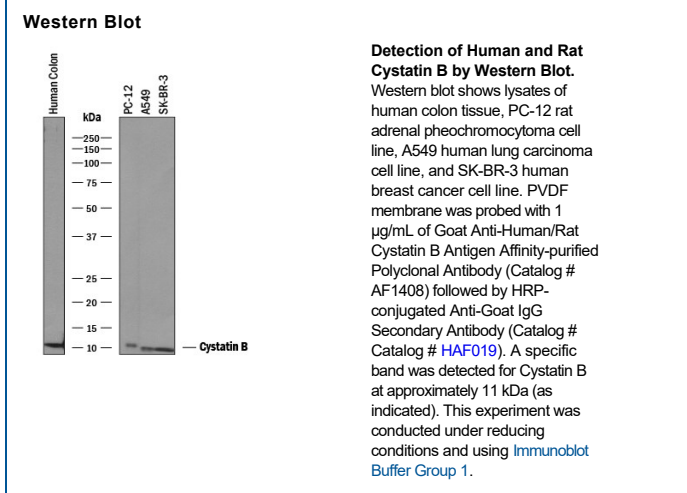 Western Blot
Human Colon
PC-12
A549
SK-BR-3
kDa
250
150
100
75
50
37
25
20
15
10
Cystatin B
Detection of Human and Rat
Cystatin B by Western Blot.
Western blot shows lysates of
human colon tissue, PC-12 rat
adrenal pheochromocytoma cell
line, A549 human lung carcinoma
cell line, and SK-BR-3 human
breast cancer cell line. PVDF
membrane was probed with 1
µg/mL of Goat Anti-Human/Rat
Cystatin B Antigen Affinity-purified
Polyclonal Antibody (Catalog #
AF1408) followed by HRP-
conjugated Anti-Goat IgG
Secondary Antibody (Catalog #
Catalog # HAF019). A specific
band was detected for Cystatin B
at approximately 11 kDa (as
indicated). This experiment was
conducted under reducing
conditions and using Immunoblot
Buffer Group 1.